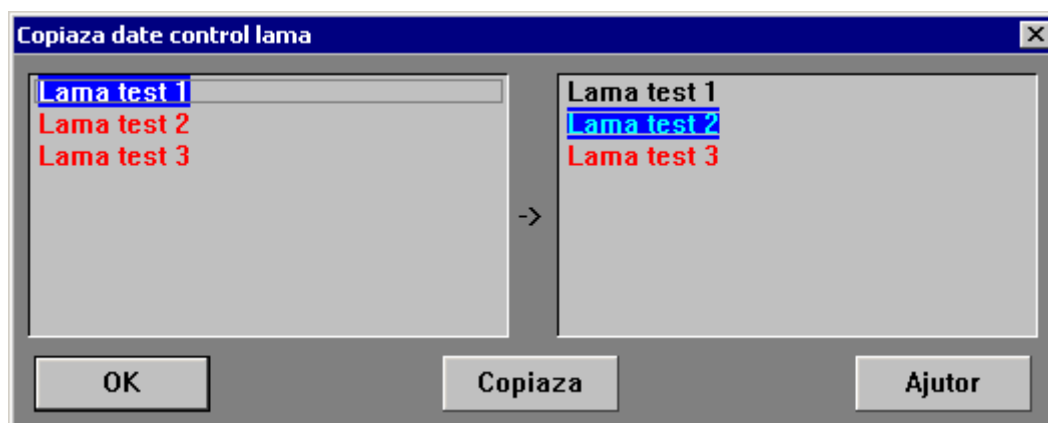 Copiaza date control lama
Lama test 1
Lama test 2
Lama test 3
->
Lama test 1
Lama test 2
Lama test 3
OK
Copiaza
Ajutor